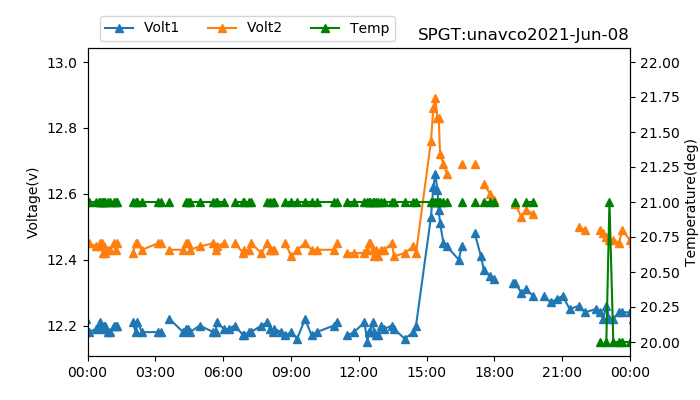 Volt1 Volt2 Temp
SPGT:unavco2021-Jun-08
13.0
12.8
12.6
12.4
12.2
Voltage(v)
22.00
21.75
21.50
21.25
21.00
20.75
20.50
20.25
20.00
Temperature(deg)
00:00 03:00 06:00 09:00 12:00 15:00 18:00 21:00 00:00